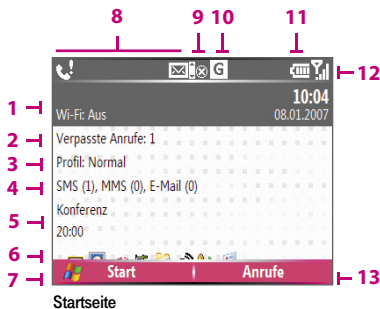 8 9 10 11
G
12
10:04
1 Wi-Fi: Aus 08.01.2007
2 Verpasste Anrufe: 1
3 Profil: Normal
4 SMS (1), MMS (0), E-Mail (0)
Konferenz
5
20:00
6
7 Start Anrufe 13
Startseite